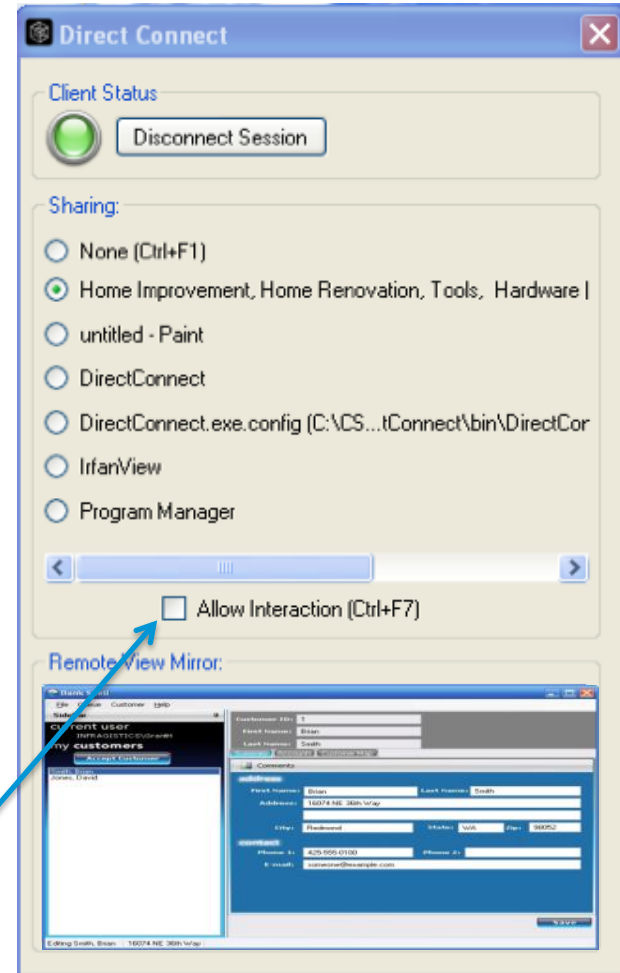 Direct Connect
Client Status
Disconnect Session
Sharing:
None (Ctrl+F1)
Home Improvement, Home Renovation, Tools, Hardware |
untitled - Paint
DirectConnect
DirectConnect.exe.config (C:\CS...tConnect\bin\DirectCor
IrfanView
Program Manager
Allow Interaction (Ctrl+F7)
Remote View Mirror:
File Queue Customer Help
Customer ID: 1
current user
First Name: Brian
my customers
Last Name: Smith
Accept Customer
Comments
Smith, Brian
Jones, David
address
First Name: Brian Last Name: Smith
Address: 16074 NE 36th Way
City: Redmond State: WA Zip: 98052
contact
Phone 1: 425-555-0100 Phone 2:
E-mail: someone@example.com
Save
Editing Smith, Brian 16074 NE 36th Way